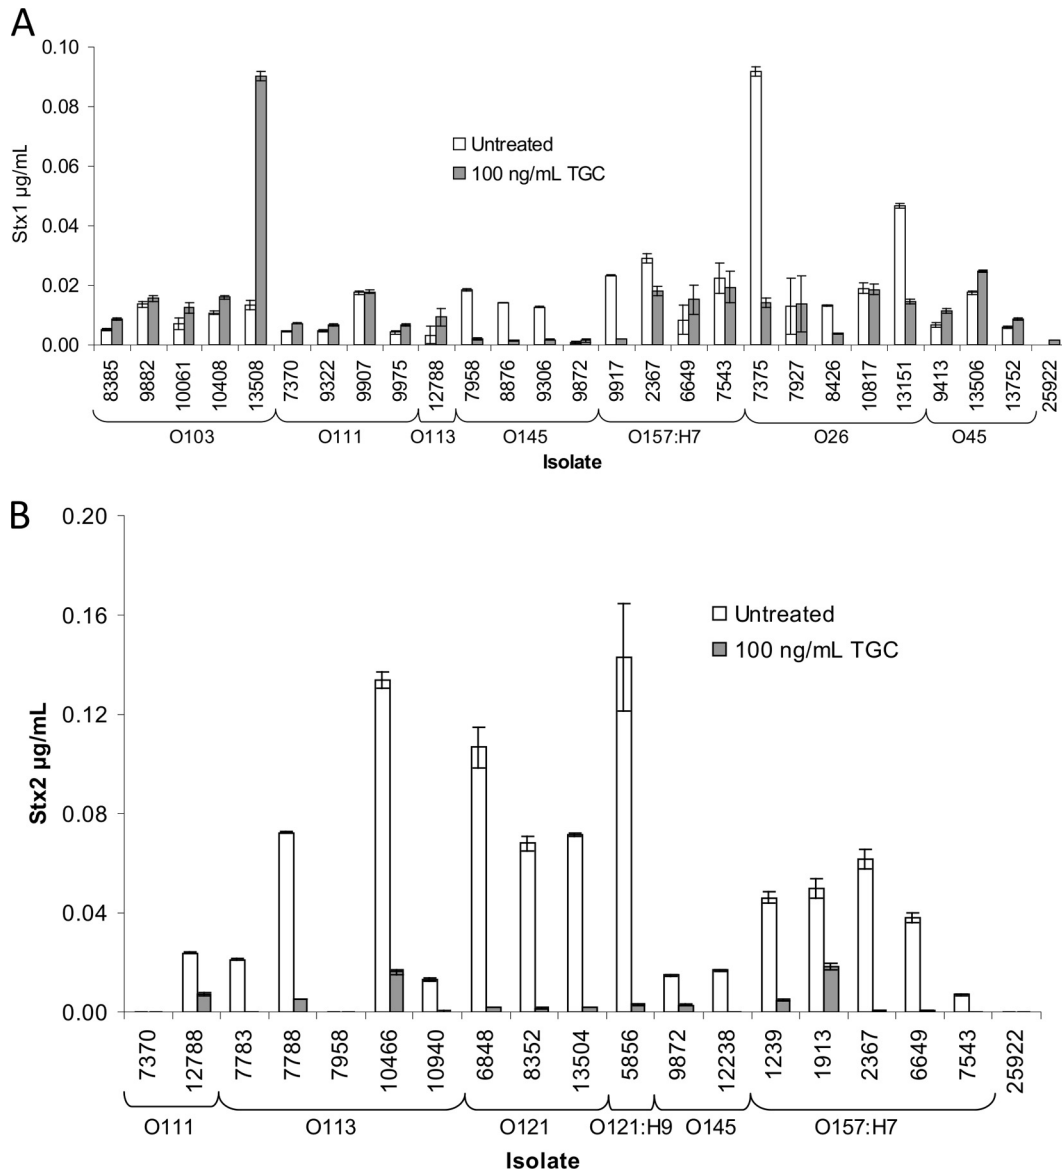 A
0.10
0.08
0.06
0.04
0.02
0.00
Stx1 µg/mL
Untreated
100 ng/mL TGC
8385 9882 10061 10408 13508 7370 9322 9907 9975 12788 7958 8876 9306 9872 9917 2367 6649 7543 7375 7927 8426 10817 13151 9413 13506 13752 25922
O103 O111 O113 O145 O157:H7 O26 O45
Isolate
B
0.20
0.16
0.12
0.08
0.04
0.00
Stx2 µg/mL
Untreated
100 ng/mL TGC
7370 12788 7783 7788 7958 10466 10940 6848 8352 13504 5856 9872 12238 1239 1913 2367 6649 7543 25922
O111 O113 O121 O121:H9 O145 O157:H7
Isolate